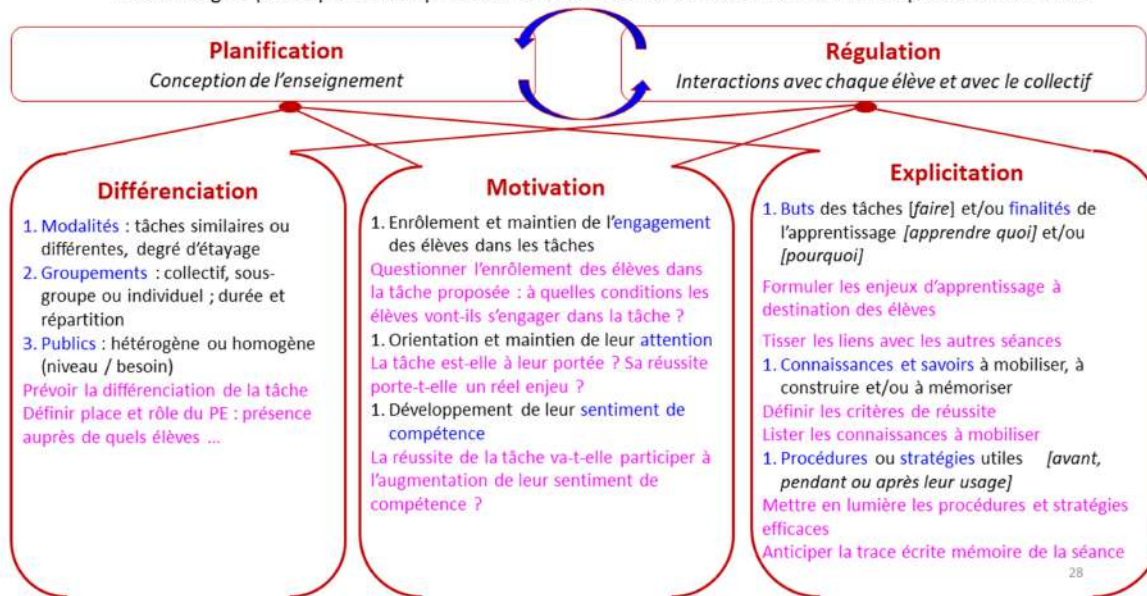 Planification
Conception de l'enseignement
Régulation
Interactions avec chaque élève et avec le collectif
Différenciation
1. Modalités : tâches similaires ou
différentes, degré d'étayage
2. Groupements : collectif, sous-
groupe ou individuel ; durée et
répartition
3. Publics : hétérogène ou homogène
(niveau / besoin)
Prévoir la différenciation de la tâche
Définir place et rôle du PE : présence
auprès de quels élèves ...
Motivation
1. Enrôlement et maintien de l'engagement
des élèves dans les tâches
Questionner l'enrôlement des élèves dans
la tâche proposée : à quelles conditions les
élèves vont-ils s'engager dans la tâche ?
1. Orientation et maintien de leur attention
La tâche est-elle à leur portée ? Sa réussite
porte-t-elle un réel enjeu ?
1. Développement de leur sentiment de
compétence
La réussite de la tâche va-t-elle participer à
l'augmentation de leur sentiment de
compétence ?
Explicitation
1. Buts des tâches [faire] et/ou finalités de
l'apprentissage [apprendre quoi] et/ou
[pourquoi]
Formuler les enjeux d'apprentissage à
destination des élèves
Tisser les liens avec les autres séances
1. Connaissances et savoirs à mobiliser, à
construire et/ou à mémoriser
Définir les critères de réussite
Lister les connaissances à mobiliser
1. Procédures ou stratégies utiles [avant,
pendant ou après leur usage]
Mettre en lumière les procédures et stratégies
efficaces
Anticiper la trace écrite mémoire de la séance
28